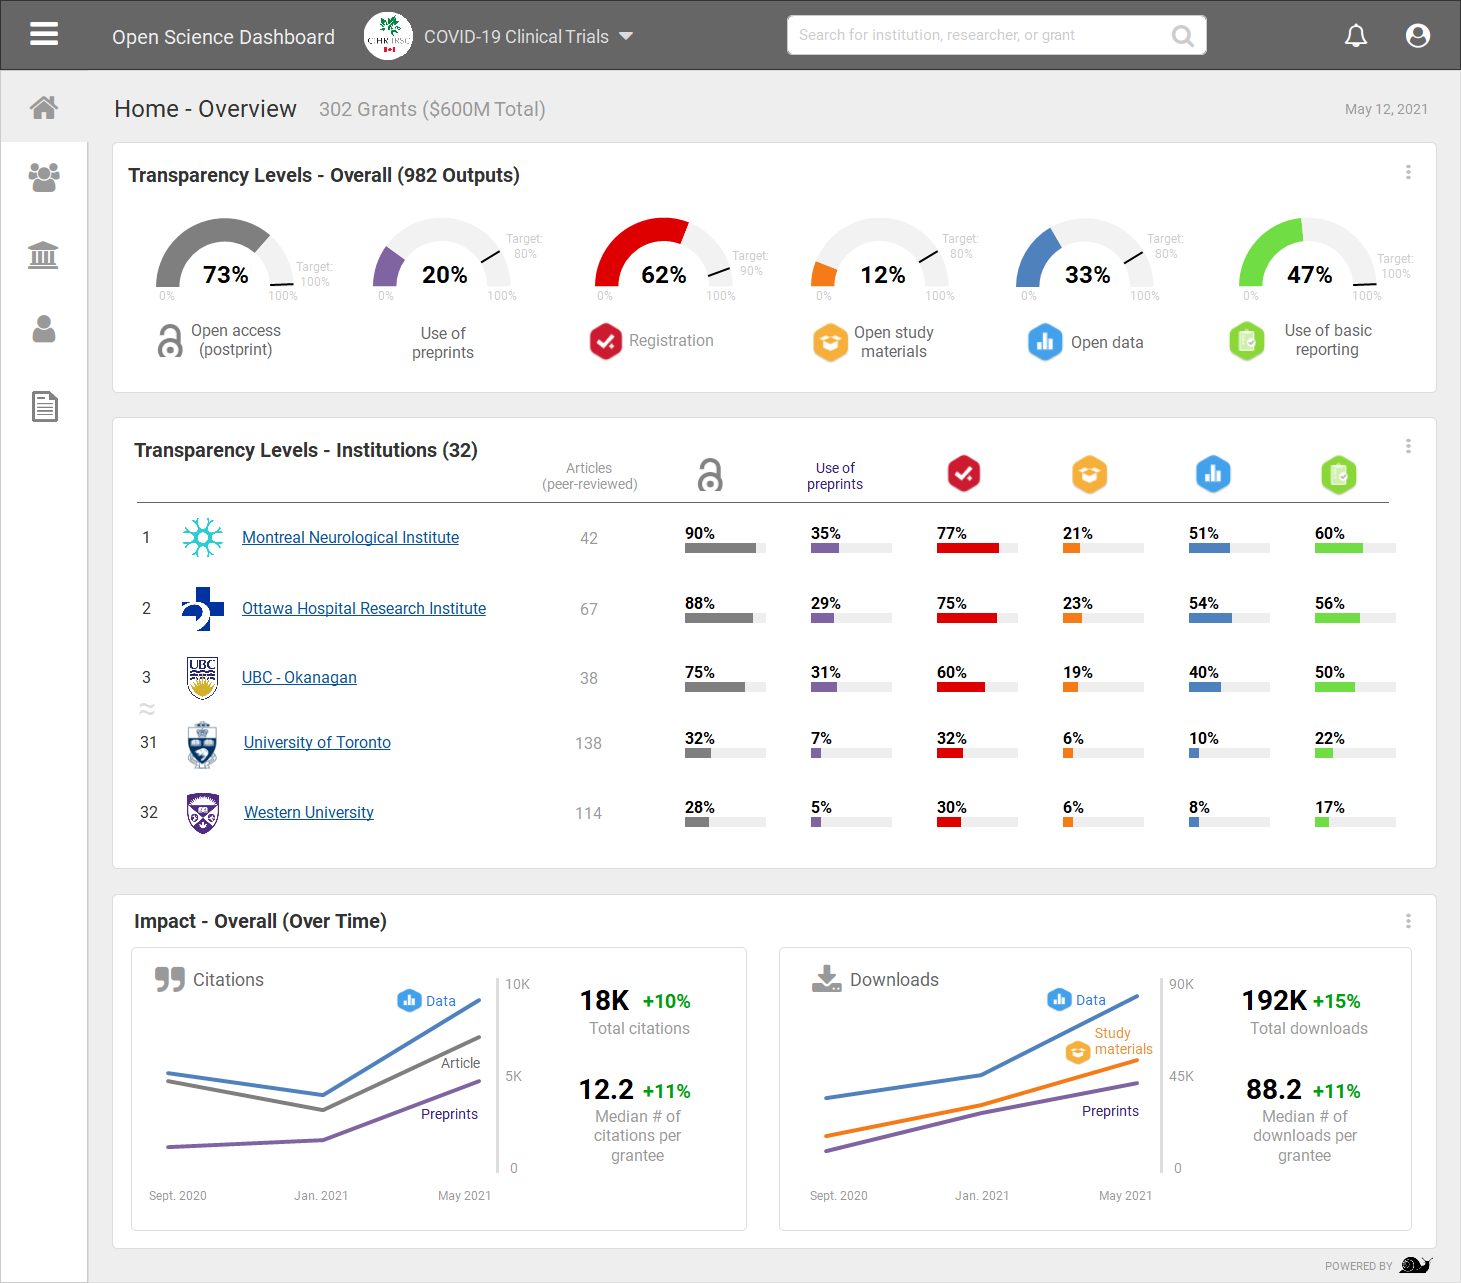 Open Science Dashboard
CIHR IRSC
COVID-19 Clinical Trials
Search for institution, researcher, or grant
Home - Overview
302 Grants ($600M Total)
May 12, 2021
Transparency Levels - Overall (982 Outputs)
73%
0%
100%
Target:
100%
Open access
(postprint)
20%
0%
100%
Target:
80%
Use of
preprints
62%
0%
100%
Target:
90%
Registration
12%
0%
100%
Target:
80%
Open study
materials
33%
0%
100%
Target:
80%
Open data
47%
0%
100%
Target:
100%
Use of basic
reporting
Transparency Levels - Institutions (32)
Articles
(peer-reviewed)
Use of
preprints
1 Montreal Neurological Institute 42 90% 35% 77% 21% 51% 60%
2 Ottawa Hospital Research Institute 67 88% 29% 75% 23% 54% 56%
3 UBC UBC - Okanagan 38 75% 31% 60% 19% 40% 50%
≈
31 University of Toronto 138 32% 7% 32% 6% 10% 22%
32 Western University 114 28% 5% 30% 6% 8% 17%
Impact - Overall (Over Time)
Citations
Data
Article
Preprints
10K
5K
0
Sept. 2020
Jan. 2021
May 2021
18K +10%
Total citations
12.2 +11%
Median # of
citations per
grantee
Downloads
Data
Study
materials
Preprints
90K
45K
0
Sept. 2020
Jan. 2021
May 2021
192K +15%
Total downloads
88.2 +11%
Median # of
downloads per
grantee
POWERED BY